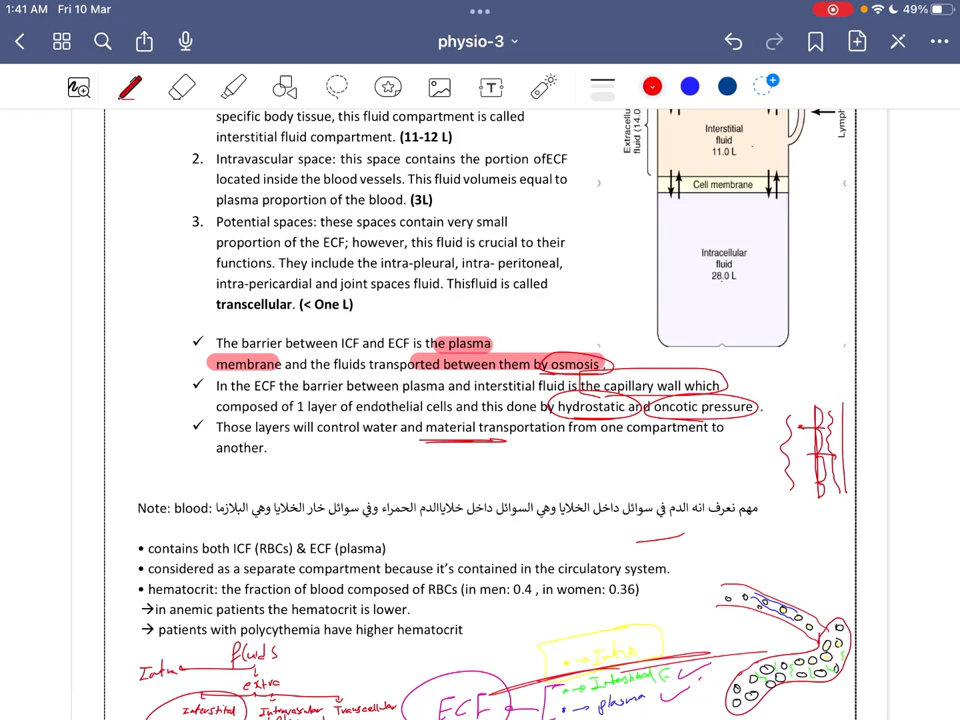 1:41 AM Fri 10 Mar
49%
physio-3
specific body tissue, this fluid compartment is called
interstitial fluid compartment. (11-12 L)
2. Intravascular space: this space contains the portion ofECF
located inside the blood vessels. This fluid volumeis equal to
plasma proportion of the blood. (3L)
3. Potential spaces: these spaces contain very small
proportion of the ECF; however, this fluid is crucial to their
functions. They include the intra-pleural, intra- peritoneal,
intra-pericardial and joint spaces fluid. Thisfluid is called
transcellular. (< One L)
Extracellu
fluid (14.0
Interstitial
fluid
11.0 L
Lymph
Cell membrane
Intracellular
fluid
28.0 L
✓ The barrier between ICF and ECF is the plasma
membrane and the fluids transported between them by osmosis .
✓ In the ECF the barrier between plasma and interstitial fluid is the capillary wall which
composed of 1 layer of endothelial cells and this done by hydrostatic and oncotic pressure .
✓ Those layers will control water and material transportation from one compartment to
another.
Note: blood: مهم نعرف انه الدم في سوائل داخل الخلايا وهي السوائل داخل خلاياالدم الحمراء وفي سوائل خار الخلايا وهي البلازما
• contains both ICF (RBCs) & ECF (plasma)
• considered as a separate compartment because it's contained in the circulatory system.
• hematocrit: the fraction of blood composed of RBCs (in men: 0.4 , in women: 0.36)
→in anemic patients the hematocrit is lower.
→ patients with polycythemia have higher hematocrit
fluids
Intra
extra
Interstitial Intravascular Transcellular
ECF
• → Intra
• → Interstitial F.
• → plasma